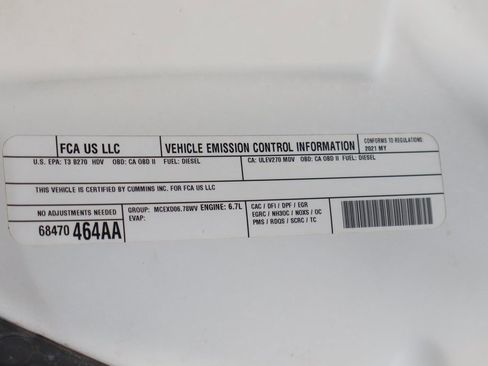 FCA US LLC
VEHICLE EMISSION CONTROL INFORMATION
CONFORMS TO REGULATIONS
2021 MY
U.S. EPA: T3 B270 HDV OBD: CA OBD II FUEL: DIESEL
CA: ULEV270 MDV OBD: CA OBD II FUEL: DIESEL
THIS VEHICLE IS CERTIFIED BY CUMMINS INC. FOR FCA US LLC
NO ADJUSTMENTS NEEDED
68470 464AA
GROUP: MCEXD06.78WV ENGINE: 6.7L
EVAP:
CAC / DFI / DPF / EGR
EGRC / NH3OC / NOXS / OC
PMS / RDQS / SCRC / TC